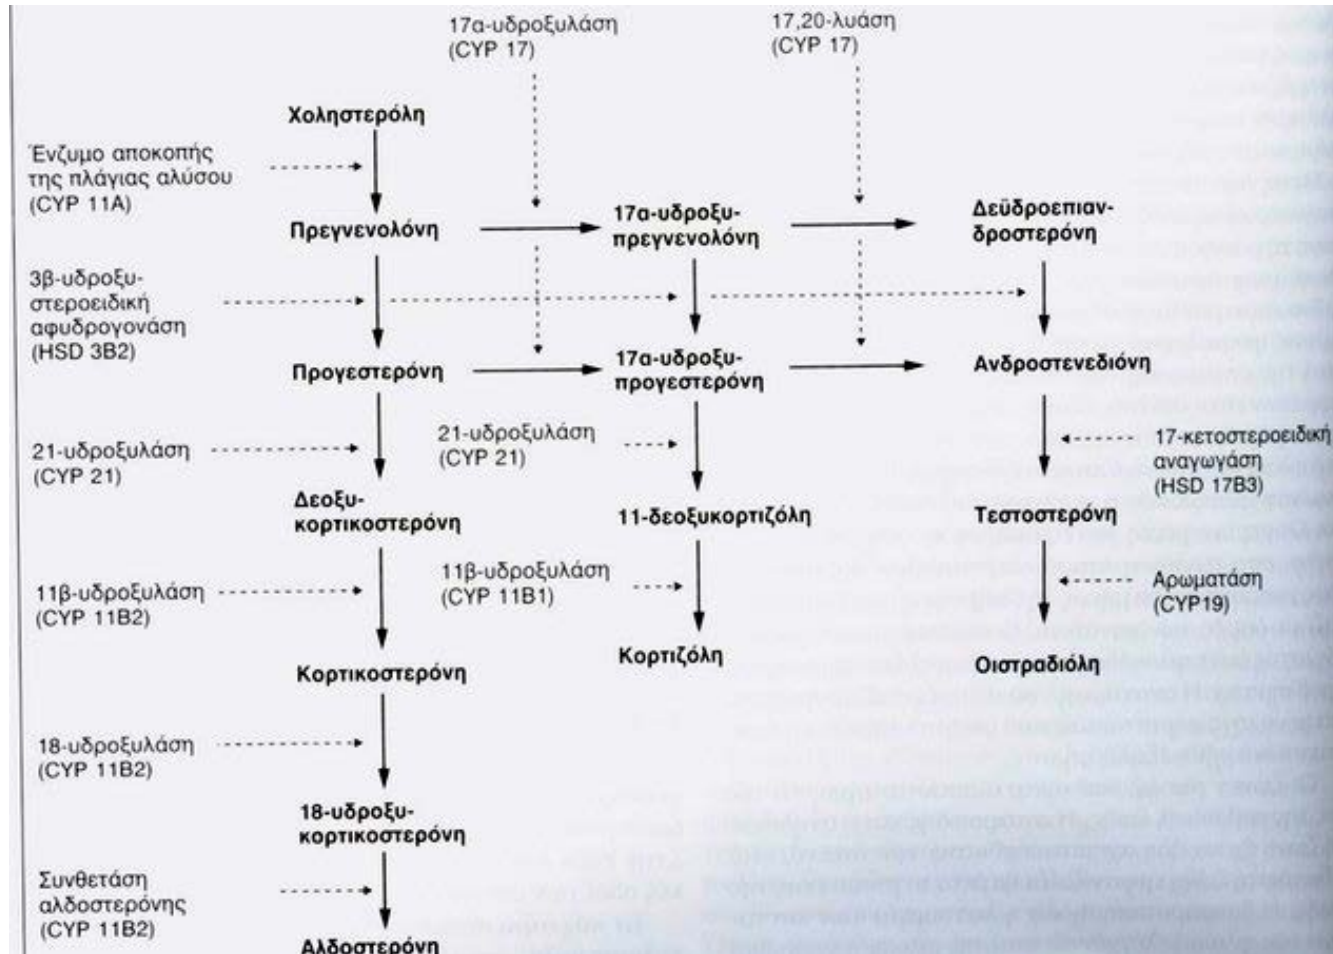 17α-υδροξυλάση
(CYP 17)
17,20-λυάση
(CYP 17)
Χοληστερόλη
Ένζυμο αποκοπής
της πλάγιας αλύσου
(CYP 11A)
Πρεγνενολόνη
17α-υδροξυ-
πρεγνενολόνη
Δεϋδροεπιαν-
δροστερόνη
3β-υδροξυ-
στεροειδική
αφυδρογονάση
(HSD 3B2)
Προγεστερόνη
17α-υδροξυ-
προγεστερόνη
Ανδροστενεδιόνη
21-υδροξυλάση
(CYP 21)
21-υδροξυλάση
(CYP 21)
17-κετοστεροειδική
αναγωγάση
(HSD 17B3)
Δεοξυ-
κορτικοστερόνη
11-δεοξυκορτιζόλη
Τεστοστερόνη
11β-υδροξυλάση
(CYP 11B2)
11β-υδροξυλάση
(CYP 11B1)
Αρωματάση
(CYP19)
Κορτικοστερόνη
Κορτιζόλη
Οιστραδιόλη
18-υδροξυλάση
(CYP 11B2)
18-υδροξυ-
κορτικοστερόνη
Συνθετάση
αλδοστερόνης
(CYP 11B2)
Αλδοστερόνη